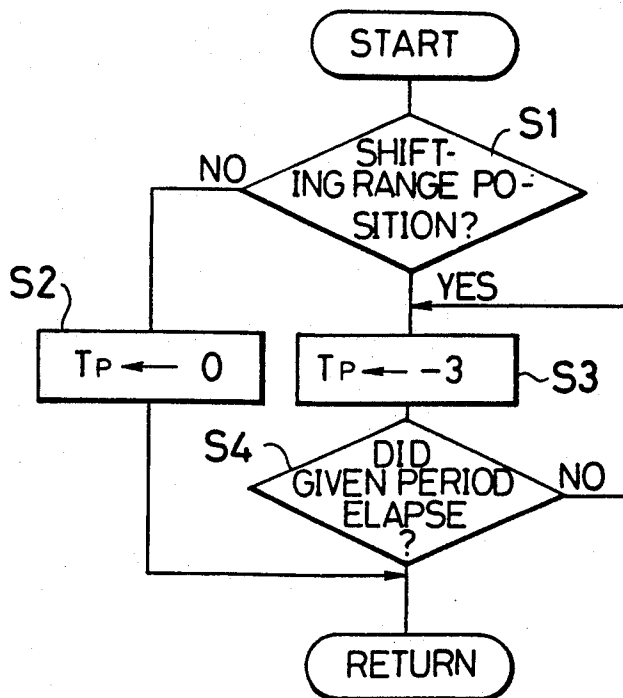 START
S1
SHIFT-
NO
ING RANGE PO-
SITION?
S2
YES
TP ← 0
TP ← -3
S3
S4
DID
GIVEN PERIOD
NO
ELAPSE
?
RETURN